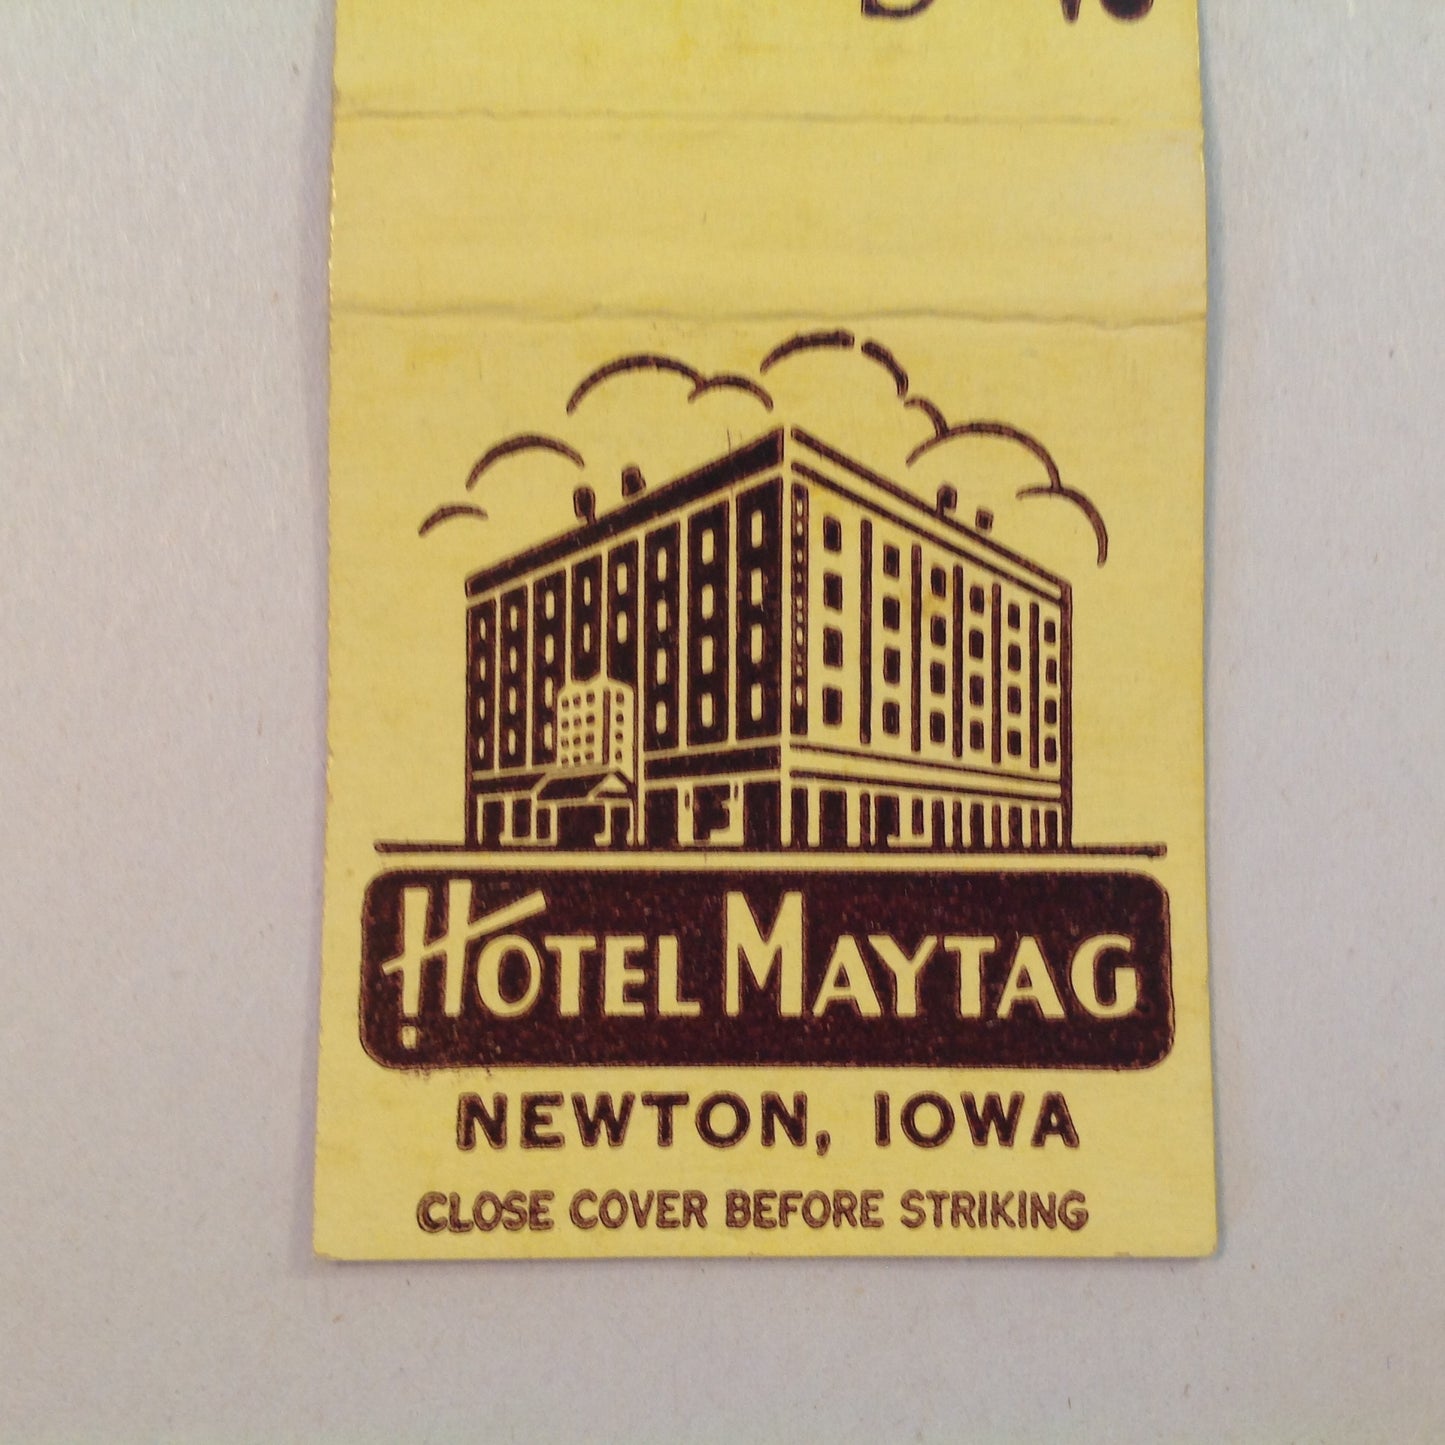 HOTEL MAYTAG
NEWTON, IOWA
CLOSE COVER BEFORE STRIKING